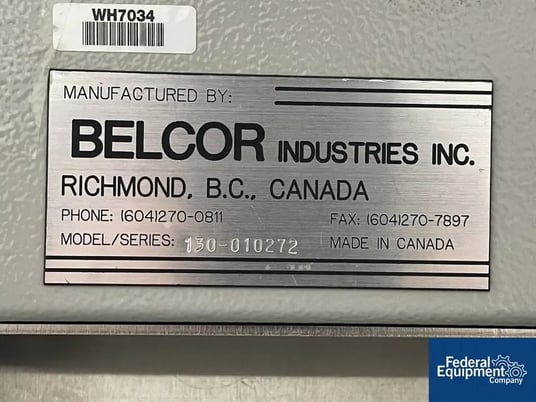 WH7034
MANUFACTURED BY:
BELCOR INDUSTRIES INC.
RICHMOND, B.C., CANADA
PHONE: (604)270-0811 FAX: (604)270-7897
MODEL/SERIES: 130-010272 MADE IN CANADA
Federal
Equipment
Company